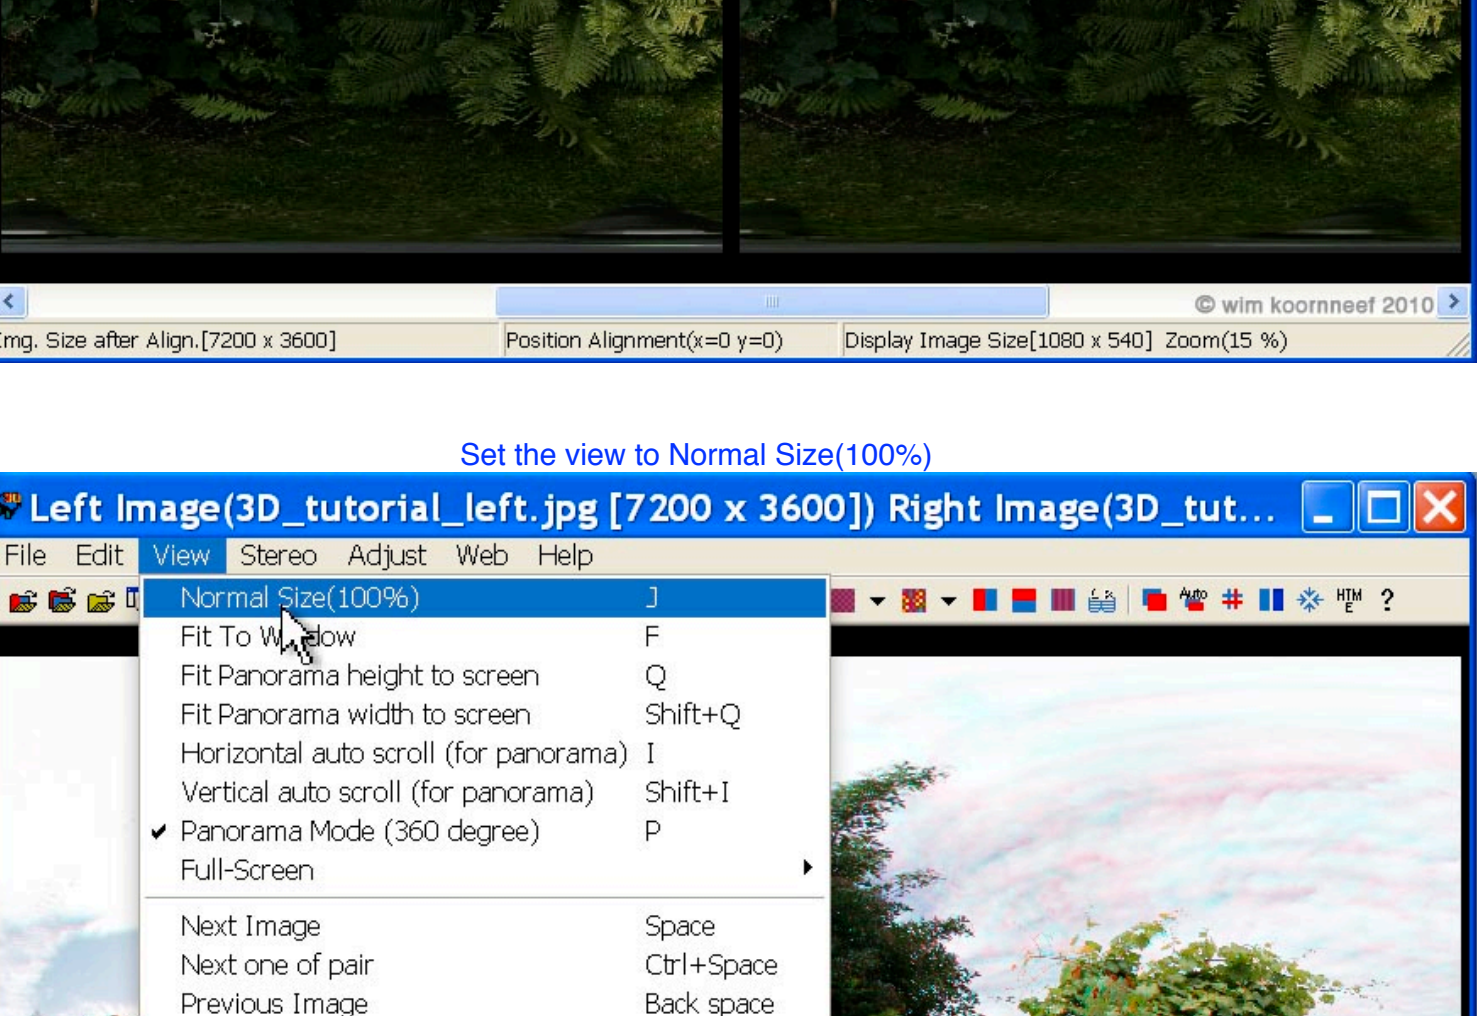 © wim koornneef 2010
Img. Size after Align.[7200 x 3600] Position Alignment(x=0 y=0) Display Image Size[1080 x 540] Zoom(15 %)
Set the view to Normal Size(100%)
Left Image(3D_tutorial_left.jpg [7200 x 3600]) Right Image(3D_tut...
File Edit View Stereo Adjust Web Help
Auto HTM E ?
Normal Size(100%) J
Fit To Window F
Fit Panorama height to screen Q
Fit Panorama width to screen Shift+Q
Horizontal auto scroll (for panorama) I
Vertical auto scroll (for panorama) Shift+I
Panorama Mode (360 degree) P
Full-Screen
Next Image Space
Next one of pair Ctrl+Space
Previous Image Back space